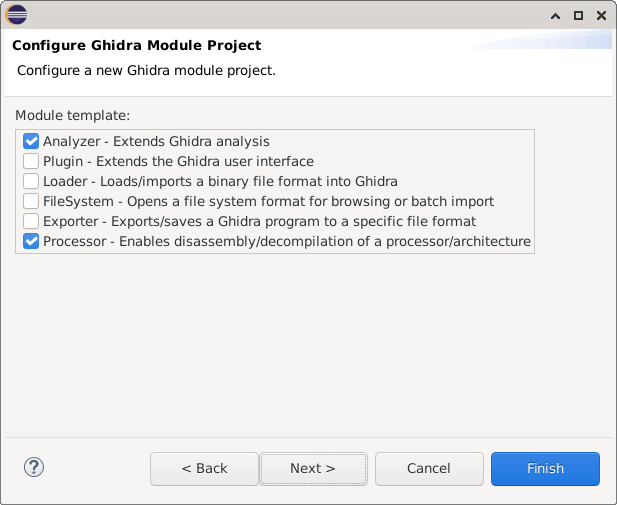 Configure Ghidra Module Project
Configure a new Ghidra module project.
Module template:
Analyzer - Extends Ghidra analysis
Plugin - Extends the Ghidra user interface
Loader - Loads/imports a binary file format into Ghidra
FileSystem - Opens a file system format for browsing or batch import
Exporter - Exports/saves a Ghidra program to a specific file format
Processor - Enables disassembly/decompilation of a processor/architecture
? < Back Next > Cancel Finish